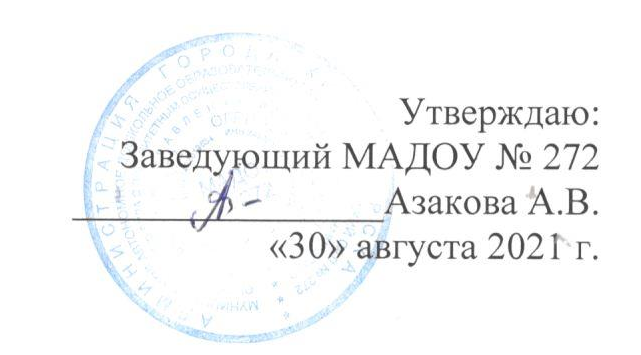 Утверждаю:
Заведующий МАДОУ № 272
Азакова А.В.
«30» августа 2021 г.